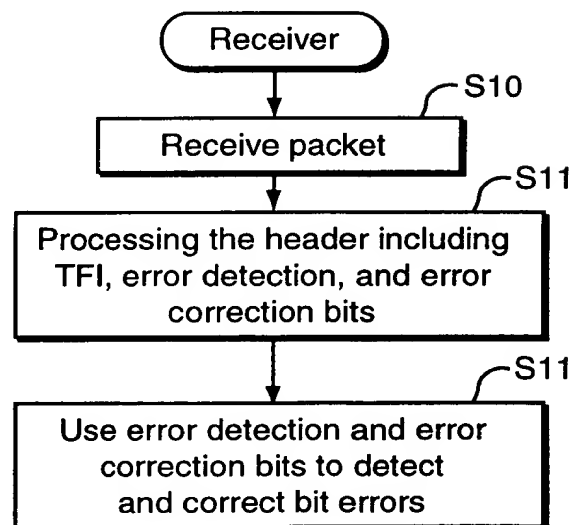 Receiver
S10
Receive packet
S11
Processing the header including
TFI, error detection, and error
correction bits
S11
Use error detection and error
correction bits to detect
and correct bit errors